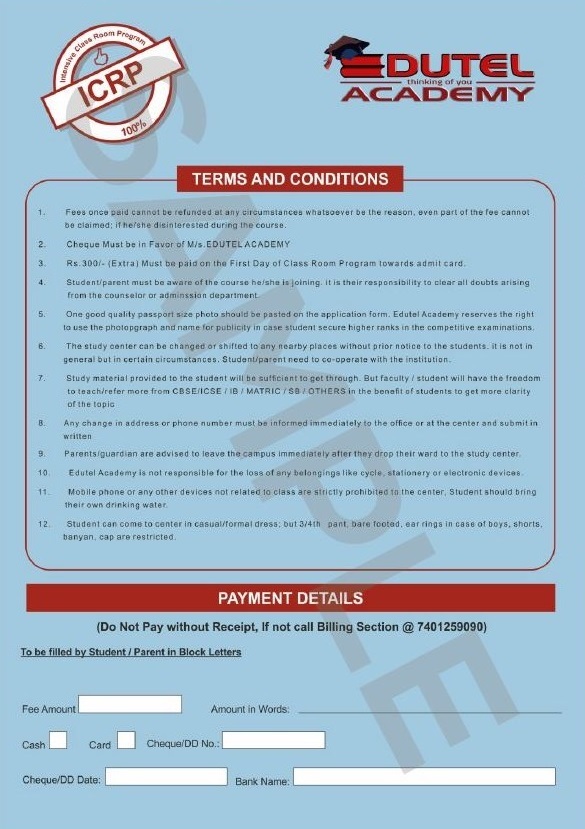 Intensive Class Room Program
ICRP
100%
EDUTEL
thinking of you
ACADEMY
SAMPLE
TERMS AND CONDITIONS
1. Fees once paid cannot be refunded at any circumstances whatsoever be the reason, even part of the fee cannot
be claimed; if he/she disinterested during the course.
2. Cheque Must be in Favor of M/s.EDUTEL ACADEMY
3. Rs.300/- (Extra) Must be paid on the First Day of Class Room Program towards admit card.
4. Student/parent must be aware of the course he/she is joining. it is their responsibility to clear all doubts arising
from the counselor or adminssion department.
5. One good quality passport size photo should be pasted on the application form. Edutel Academy reserves the right
to use the photopgraph and name for publicity in case student secure higher ranks in the competitive examinations.
6. The study center can be changed or shifted to any nearby places without prior notice to the students. it is not in
general but in certain circumstances. Student/parent need to co-operate with the institution.
7. Study material provided to the student will be sufficient to get through. But faculty / student will have the freedom
to teach/refer more from CBSE/ICSE / IB / MATRIC / SB / OTHERS in the benefit of students to get more clarity
of the topic
8. Any change in address or phone number must be informed immediately to the office or at the center and submit in
written
9. Parents/guardian are advised to leave the campus immediately after they drop their ward to the study center.
10. Edutel Academy is not responsible for the loss of any belongings like cycle, stationery or electronic devices.
11. Mobile phone or any other devices not related to class are strictly prohibited to the center, Student should bring
their own drinking water.
12. Student can come to center in casual/formal dress; but 3/4th pant, bare footed, ear rings in case of boys, shorts,
banyan, cap are restricted.
PAYMENT DETAILS
(Do Not Pay without Receipt, If not call Billing Section @ 7401259090)
To be filled by Student / Parent in Block Letters
Fee Amount Amount in Words:
Cash Card Cheque/DD No.:
Cheque/DD Date: Bank Name: